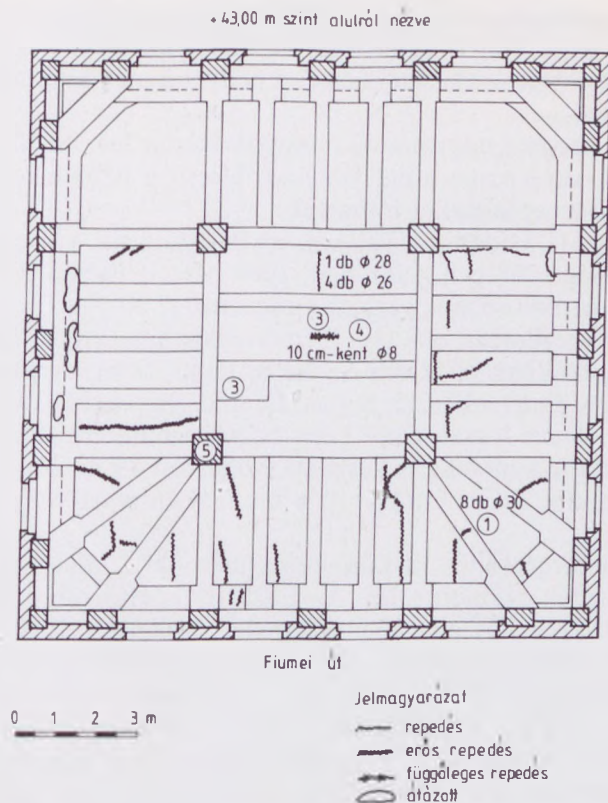 +43,00 m szint alulról nézve
1 db φ 28
4 db φ 26
3
4
10 cm-ként φ8
3
5
8 db φ 30
1
Fiumei út
0 1 2 3 m
Jelmagyarázat
repedés
erős repedés
függőleges repedés
átázott